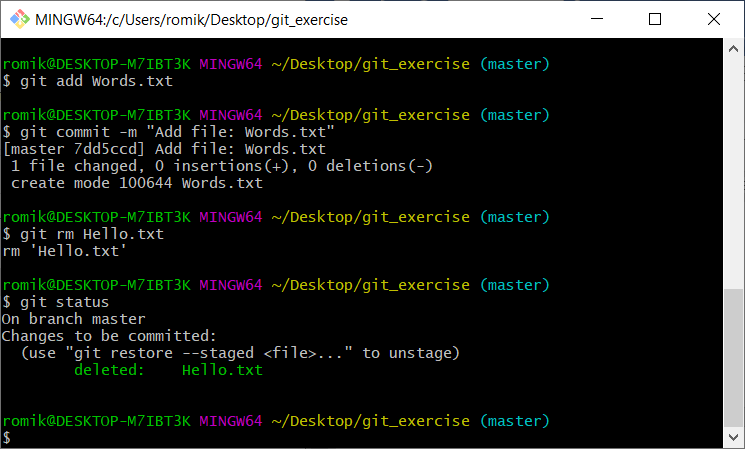 MINGW64:/c/Users/romik/Desktop/git_exercise
romik@DESKTOP-M7IBT3K MINGW64 ~/Desktop/git_exercise (master)
$ git add Words.txt
romik@DESKTOP-M7IBT3K MINGW64 ~/Desktop/git_exercise (master)
$ git commit -m "Add file: Words.txt"
[master 7dd5ccd] Add file: Words.txt
 1 file changed, 0 insertions(+), 0 deletions(-)
 create mode 100644 Words.txt
romik@DESKTOP-M7IBT3K MINGW64 ~/Desktop/git_exercise (master)
$ git rm Hello.txt
rm 'Hello.txt'
romik@DESKTOP-M7IBT3K MINGW64 ~/Desktop/git_exercise (master)
$ git status
On branch master
Changes to be committed:
  (use "git restore --staged <file>..." to unstage)
        deleted:    Hello.txt
romik@DESKTOP-M7IBT3K MINGW64 ~/Desktop/git_exercise (master)
$